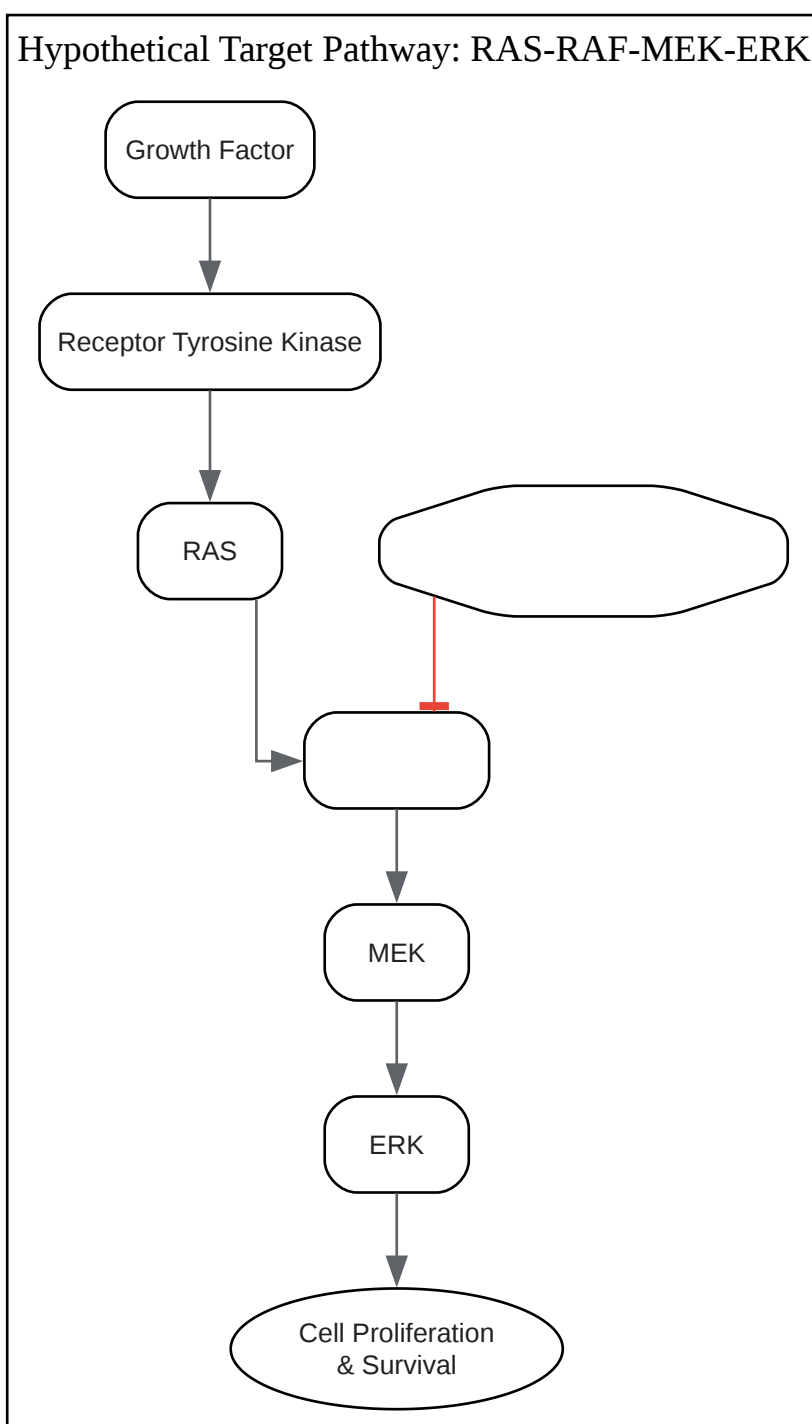 Hypothetical Target Pathway: RAS-RAF-MEK-ERK
Growth Factor
Receptor Tyrosine Kinase
RAS
MEK
ERK
Cell Proliferation
& Survival